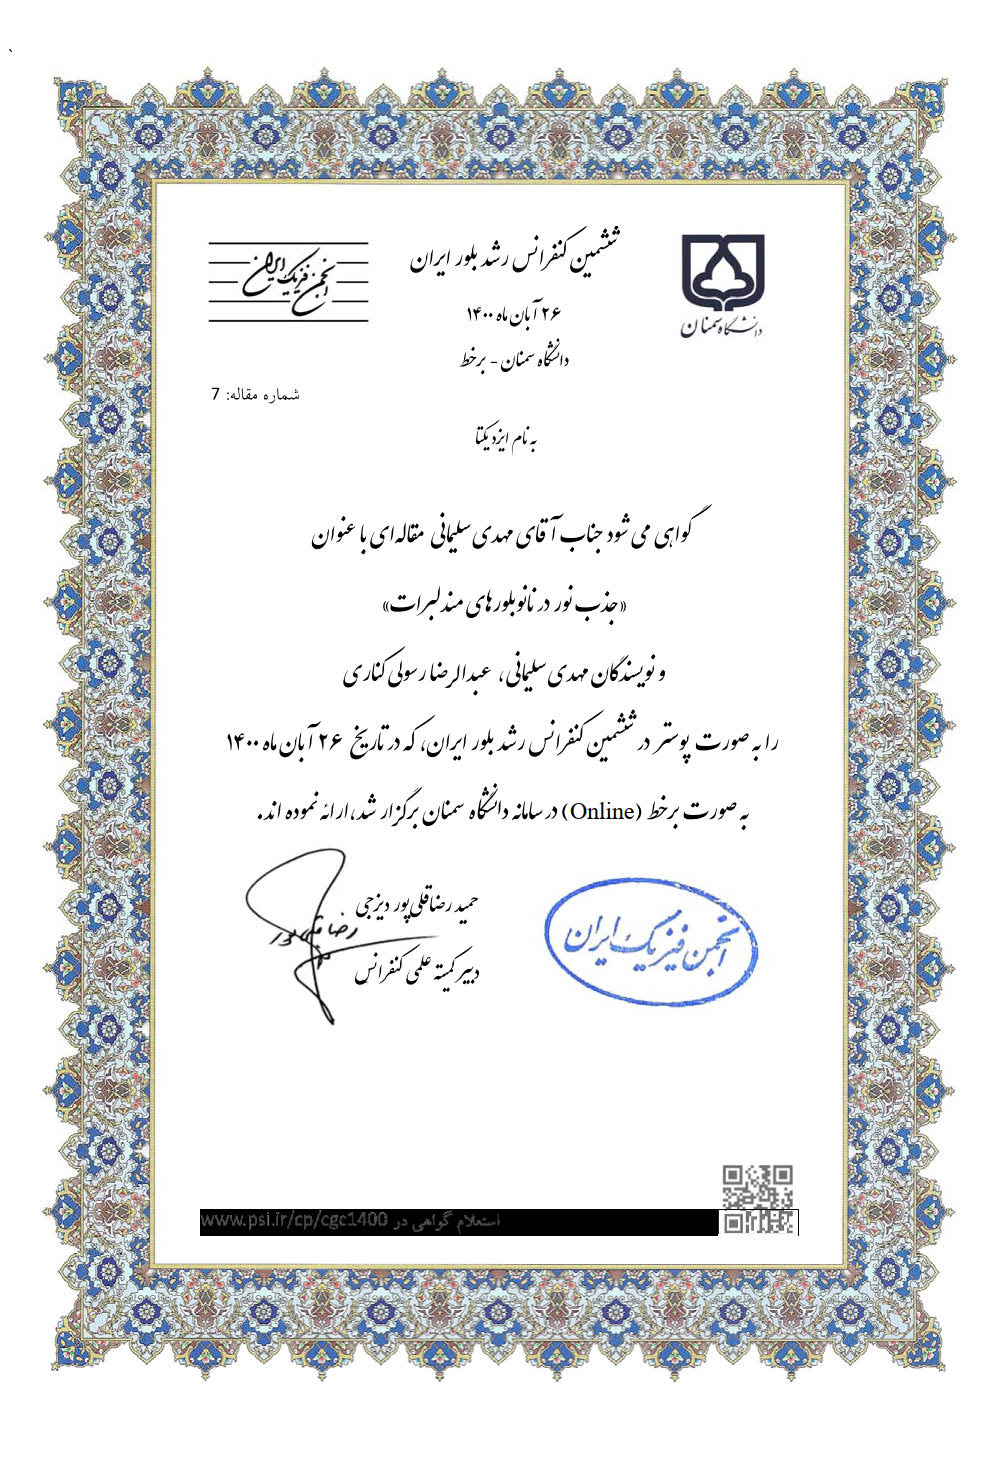 ششمین کنفرانس رشد بلور ایران
۲۶ آبان ماه ۱۴۰۰
دانشگاه سمنان - برخط
انجمن فیزیک ایران
دانشگاه سمنان
شماره مقاله: 7
به نام ایزد یکتا
گواهی می شود جناب آقای مهدی سلیمانی مقاله‌ای با عنوان
«جذب نور در نانوبلورهای مندلبرات»
و نویسندگان مهدی سلیمانی، عبدالرضا رسولی کناری
را به صورت پوستر در ششمین کنفرانس رشد بلور ایران، که در تاریخ ۲۶ آبان ماه ۱۴۰۰
به صورت برخط (Online) در سامانه دانشگاه سمنان برگزار شد، ارائه نموده اند.
حمید رضاقلی پور دیزجی
دبیر کمیته علمی کنفرانس
رضاقلی پور
انجمن فیزیک ایران
استعلام گواهی در www.psi.ir/cp/cgc1400